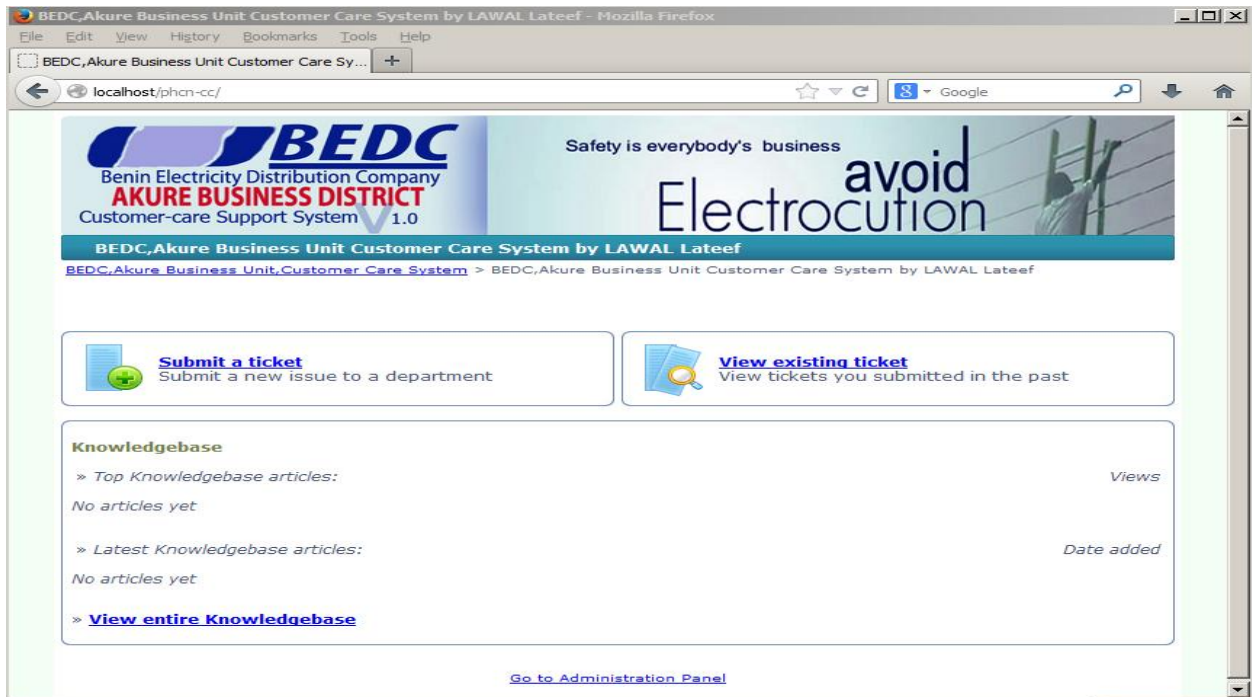 BEDC,Akure Business Unit Customer Care System by LAWAL Lateef - Mozilla Firefox
File Edit View History Bookmarks Tools Help
BEDC,Akure Business Unit Customer Care Sy... +
localhost/phcn-cc/
8 Google
BEDC
Benin Electricity Distribution Company
AKURE BUSINESS DISTRICT
Customer-care Support System V 1.0
Safety is everybody's business
avoid
Electrocution
BEDC,Akure Business Unit Customer Care System by LAWAL Lateef
BEDC,Akure Business Unit,Customer Care System > BEDC,Akure Business Unit Customer Care System by LAWAL Lateef
Submit a ticket
Submit a new issue to a department
View existing ticket
View tickets you submitted in the past
Knowledgebase
» Top Knowledgebase articles: Views
No articles yet
» Latest Knowledgebase articles: Date added
No articles yet
» View entire Knowledgebase
Go to Administration Panel